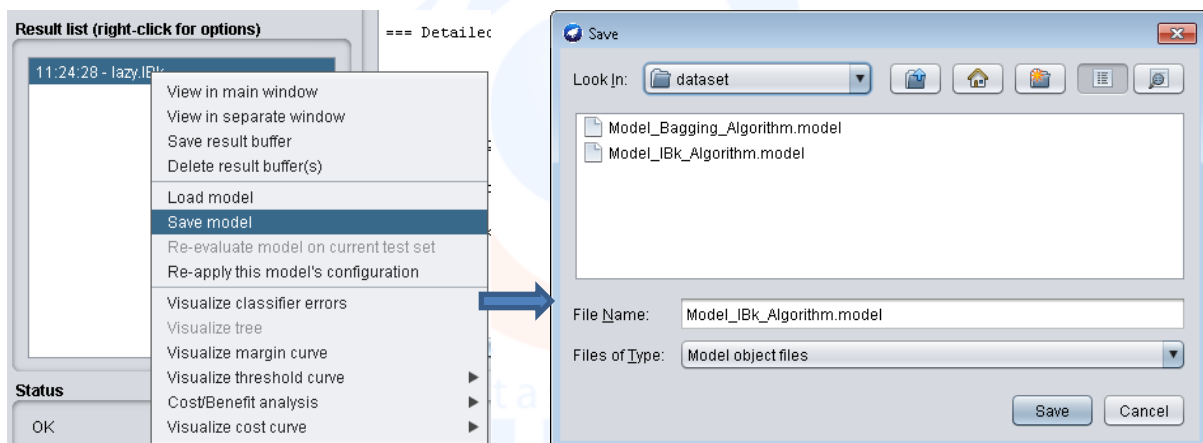 Result list (right-click for options)
11:24:28 - lazy.IBk
View in main window
View in separate window
Save result buffer
Delete result buffer(s)
Load model
Save model
Re-evaluate model on current test set
Re-apply this model's configuration
Visualize classifier errors
Visualize tree
Visualize margin curve
Visualize threshold curve
Cost/Benefit analysis
Visualize cost curve
Status
OK
=== Detailed
Save
Look In:
dataset
Model_Bagging_Algorithm.model
Model_IBk_Algorithm.model
File Name:
Model_IBk_Algorithm.model
Files of Type:
Model object files
Save
Cancel